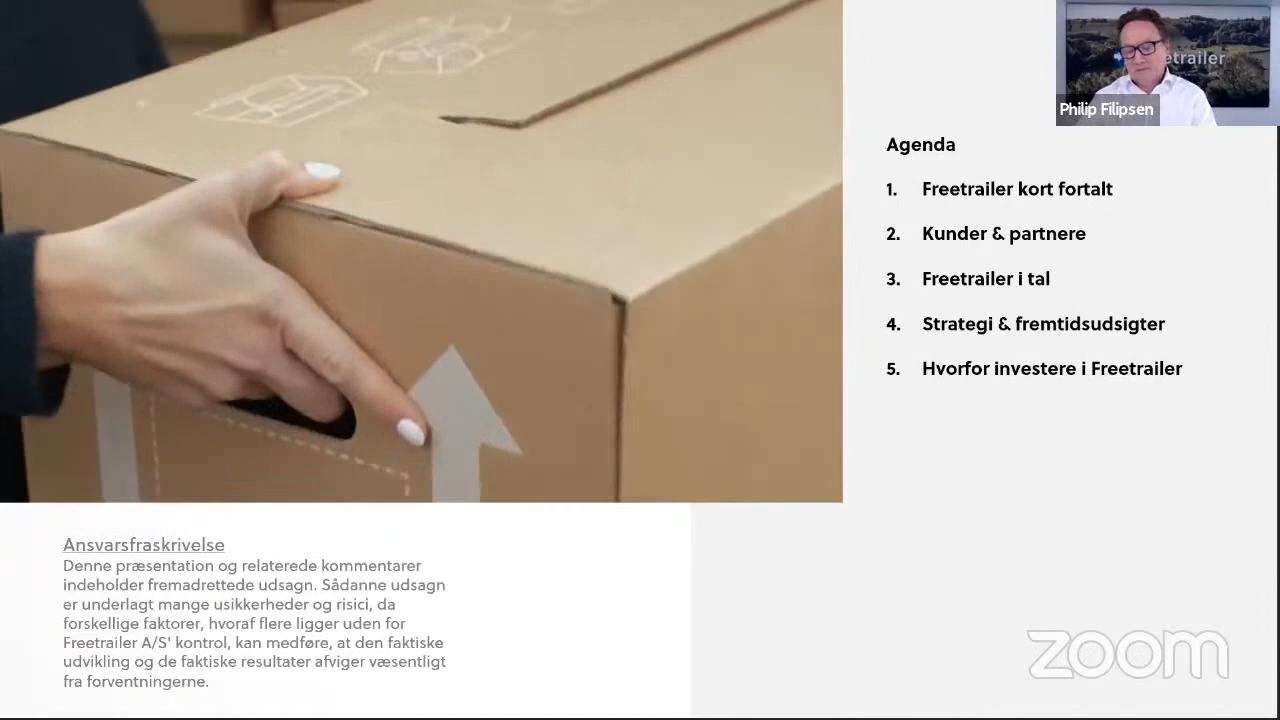 etrailer
Philip Filipsen
Agenda
1. Freetrailer kort fortalt
2. Kunder & partnere
3. Freetrailer i tal
4. Strategi & fremtidsudsigter
5. Hvorfor investere i Freetrailer
Ansvarsfraskrivelse
Denne præsentation og relaterede kommentarer
indeholder fremadrettede udsagn. Sådanne udsagn
er underlagt mange usikkerheder og risici, da
forskellige faktorer, hvoraf flere ligger uden for
Freetrailer A/S' kontrol, kan medføre, at den faktiske
udvikling og de faktiske resultater afviger væsentligt
fra forventningerne.
zoom